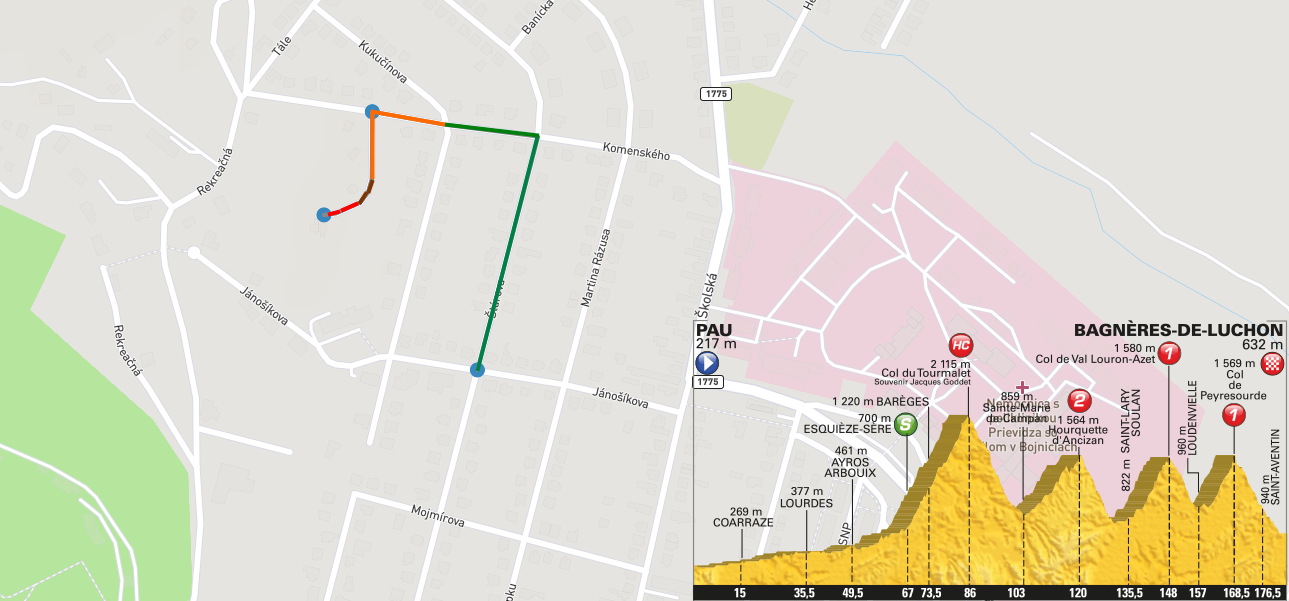 Banícka
Tále
Kukučínova
1775
Komenského
Rekreačná
Martina Rázusa
Štúrova
Školská
Jánošíkova
Rekreačná
Jánošíkova
Mojmírova
1775
SNP
PAU
217 m
BAGNÈRES-DE-LUCHON
632 m
HC
2 115 m
Col du Tourmalet
Souvenir Jacques Goddet
1 580 m
Col de Val Louron-Azet
1
1 569 m
Col
de
Peyresourde
1
1 220 m BARÈGES
700 m
ESQUIÈZE-SÈRE
S
859 m
Sainte-Marie
de-Campan
Nemocnica s
Prievidza so
dom v Bojniciach
2
1 564 m
Hourquette
d'Ancizan
822 m SAINT-LARY
SOULAN
960 m
LOUDENVIELLE
940 m
SAINT-AVENTIN
461 m
AYROS
ARBOUIX
377 m
LOURDES
269 m
COARRAZE
15 35,5 49,5 67 73,5 86 103 120 135,5 148 157 168,5 176,5